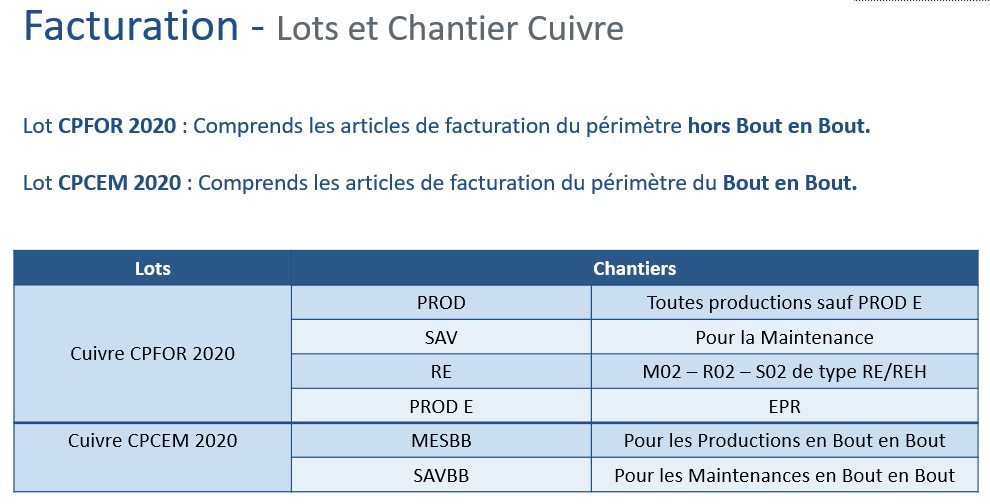 Facturation - Lots et Chantier Cuivre
Lot CPFOR 2020 : Comprends les articles de facturation du périmètre hors Bout en Bout.
Lot CPCEM 2020 : Comprends les articles de facturation du périmètre du Bout en Bout.
Lots Chantiers
Cuivre CPFOR 2020
PROD Toutes productions sauf PROD E
SAV Pour la Maintenance
RE M02 – R02 – S02 de type RE/REH
PROD E EPR
Cuivre CPCEM 2020
MESBB Pour les Productions en Bout en Bout
SAVBB Pour les Maintenances en Bout en Bout